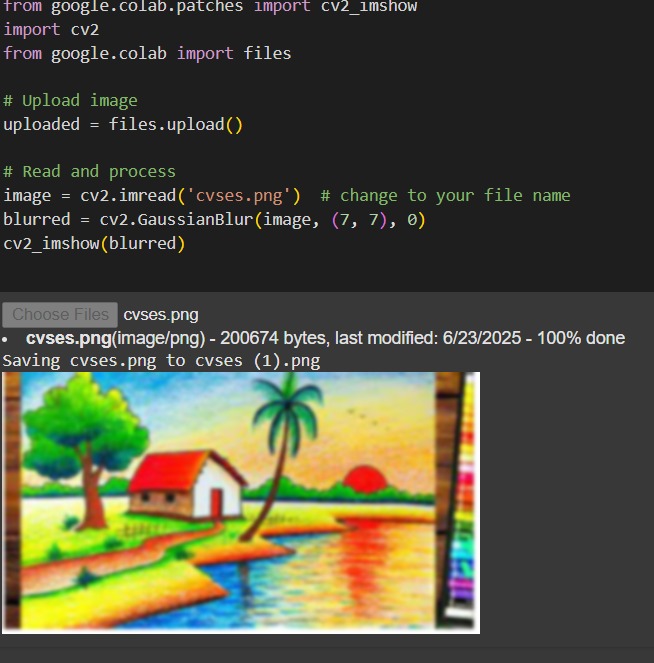 from google.colab.patches import cv2_imshow
import cv2
from google.colab import files
# Upload image
uploaded = files.upload()
# Read and process
image = cv2.imread('cvses.png')  # change to your file name
blurred = cv2.GaussianBlur(image, (7, 7), 0)
cv2_imshow(blurred)
Choose Files cvses.png
• cvses.png(image/png) - 200674 bytes, last modified: 6/23/2025 - 100% done
Saving cvses.png to cvses (1).png